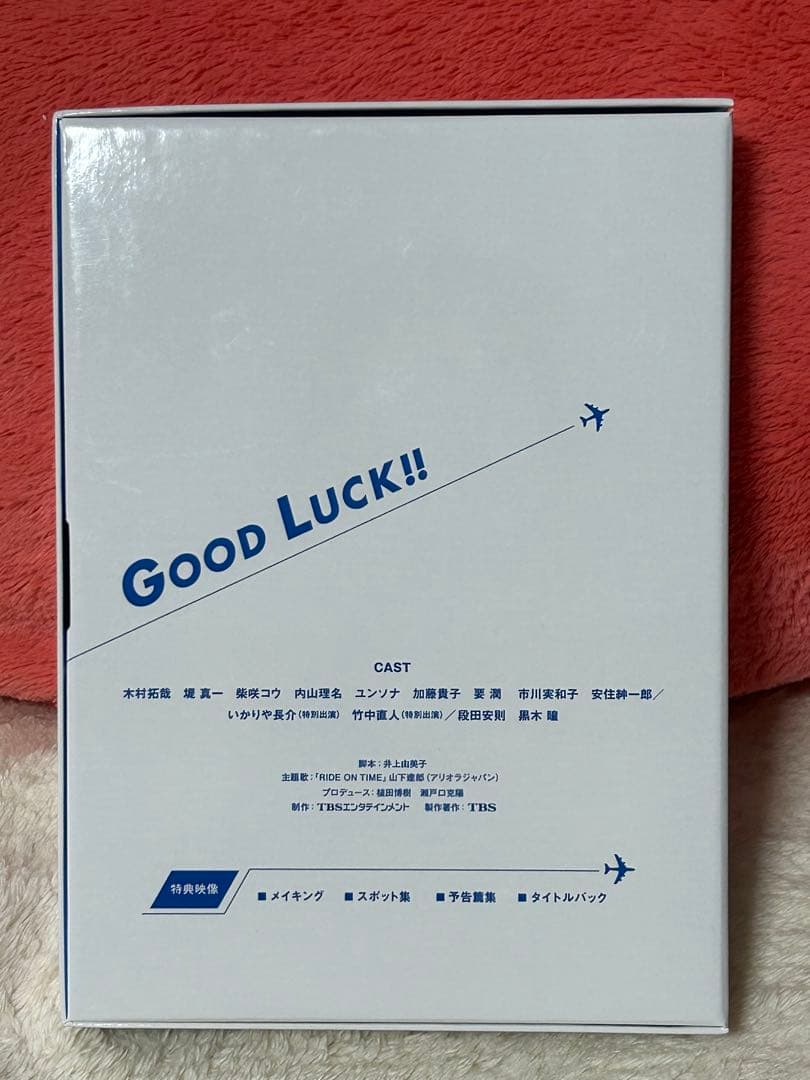 GOOD LUCK!!
CAST
木村拓哉 堤 真一 柴咲コウ 内山理名 ユンソナ 加藤貴子 要 潤 市川実和子 安住紳一郎／
いかりや長介(特別出演) 竹中直人(特別出演)／段田安則 黒木 瞳
脚本：井上由美子
主題歌：「RIDE ON TIME」山下達郎（アリオラジャパン）
プロデュース：植田博樹 瀬戸口克陽
制作：TBSエンタテインメント 製作著作：TBS
特典映像 ■メイキング ■スポット集 ■予告篇集 ■タイトルバック